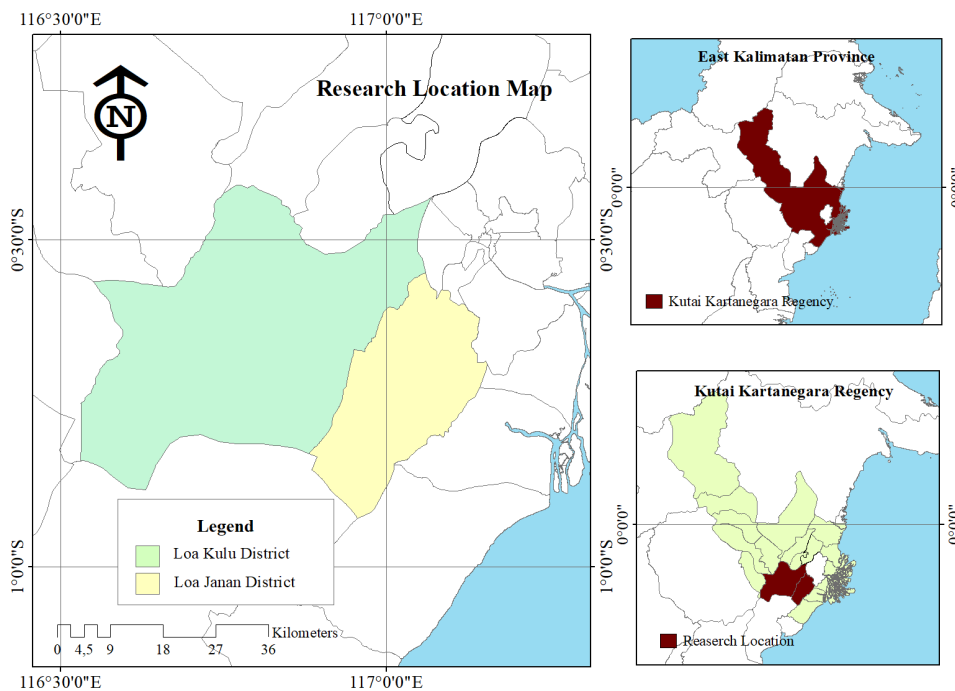 116°30'0"E
117°0'0"E
Research Location Map
N
0°30'0"S
0°30'0"S
1°0'0"S
1°0'0"S
Legend
Loa Kulu District
Loa Janan District
Kilometers
0 4,5 9 18 27 36
116°30'0"E
117°0'0"E
East Kalimatan Province
0°0'0"
0°0'0"
Kutai Kartanegara Regency
Kutai Kartanegara Regency
0°0'0"
0°0'0"
Reaserch Location